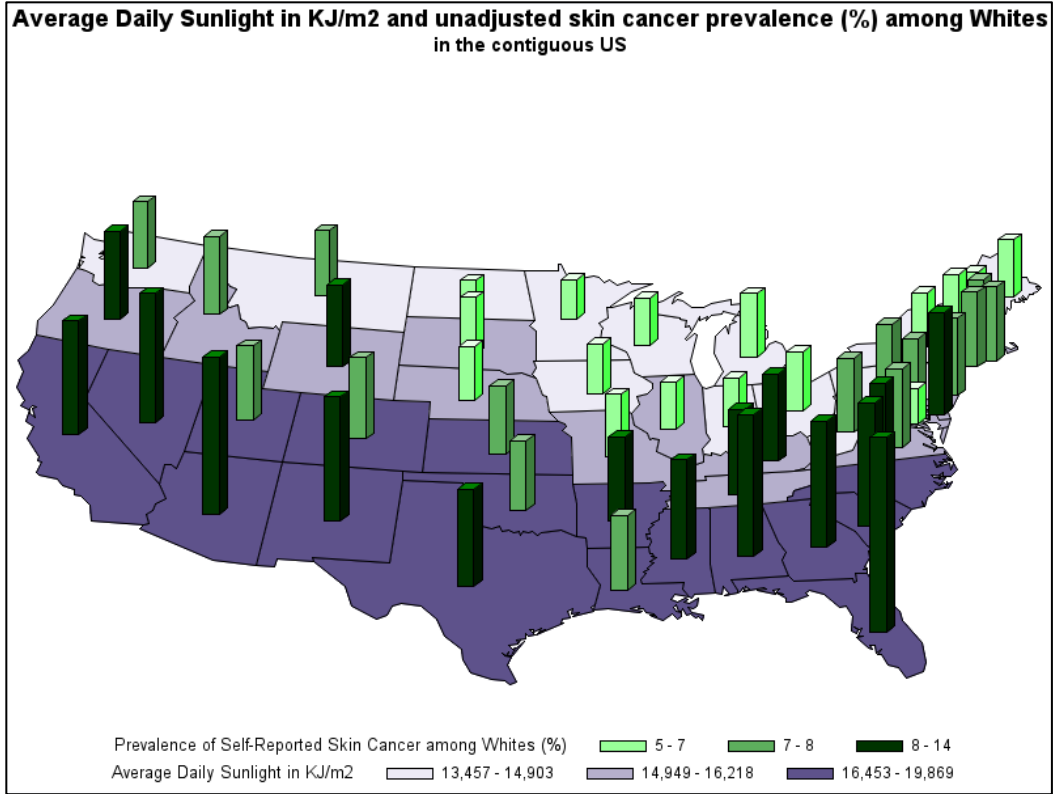 Average Daily Sunlight in KJ/m2 and unadjusted skin cancer prevalence (%) among Whites
in the contiguous US
Prevalence of Self-Reported Skin Cancer among Whites (%) 5 - 7 7 - 8 8 - 14
Average Daily Sunlight in KJ/m2 13,457 - 14,903 14,949 - 16,218 16,453 - 19,869